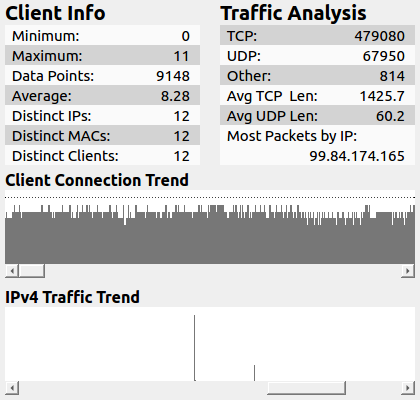 Client Info
Minimum: 0
Maximum: 11
Data Points: 9148
Average: 8.28
Distinct IPs: 12
Distinct MACs: 12
Distinct Clients: 12
Traffic Analysis
TCP: 479080
UDP: 67950
Other: 814
Avg TCP Len: 1425.7
Avg UDP Len: 60.2
Most Packets by IP:
99.84.174.165
Client Connection Trend
IPv4 Traffic Trend